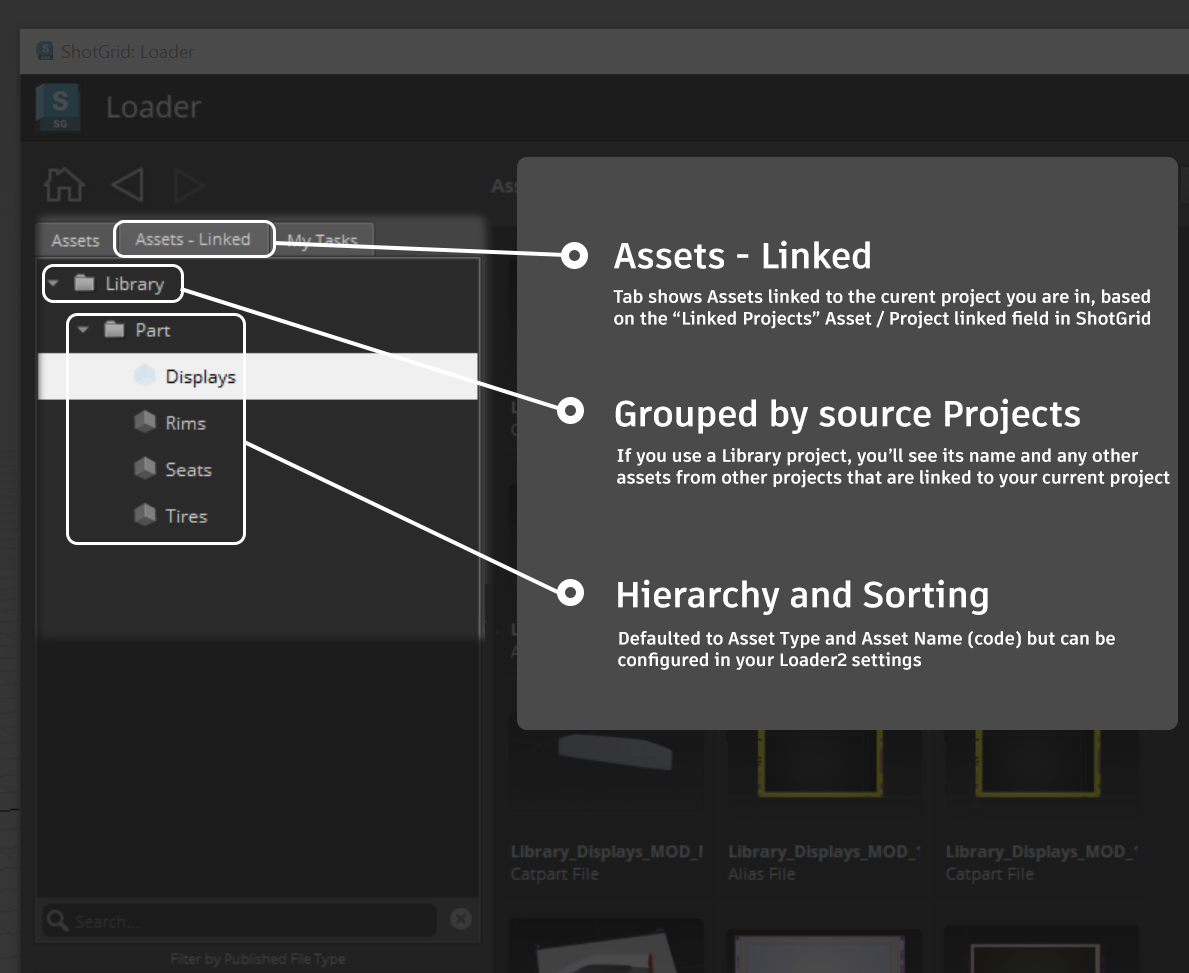 ShotGrid: Loader
S
SG
Loader
Assets
Assets - Linked
My Tasks
Library
Part
Displays
Rims
Seats
Tires
Assets - Linked
Tab shows Assets linked to the curent project you are in, based
on the “Linked Projects” Asset / Project linked field in ShotGrid
Grouped by source Projects
If you use a Library project, you’ll see its name and any other
assets from other projects that are linked to your current project
Hierarchy and Sorting
Defaulted to Asset Type and Asset Name (code) but can be
configured in your Loader2 settings
Library_Displays_MOD_
Catpart File
Library_Displays_MOD_
Alias File
Library_Displays_MOD_
Catpart File
Search...
Filter by Published File Type